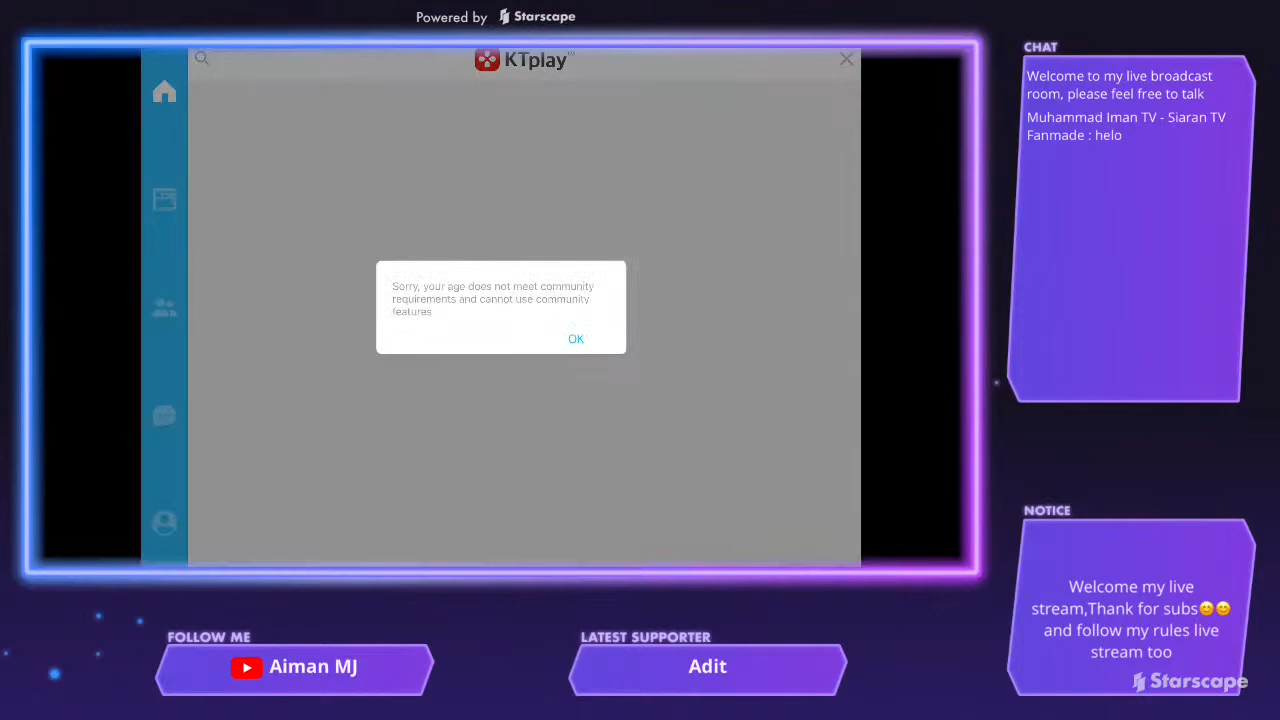 Powered by Starscape
KTplay™
Sorry, your age does not meet community
requirements and cannot use community
features
OK
CHAT
Welcome to my live broadcast
room, please feel free to talk
Muhammad Iman TV - Siaran TV
Fanmade : helo
NOTICE
Welcome my live
stream,Thank for subs😊😊
and follow my rules live
stream too
Starscape
FOLLOW ME
Aiman MJ
LATEST SUPPORTER
Adit